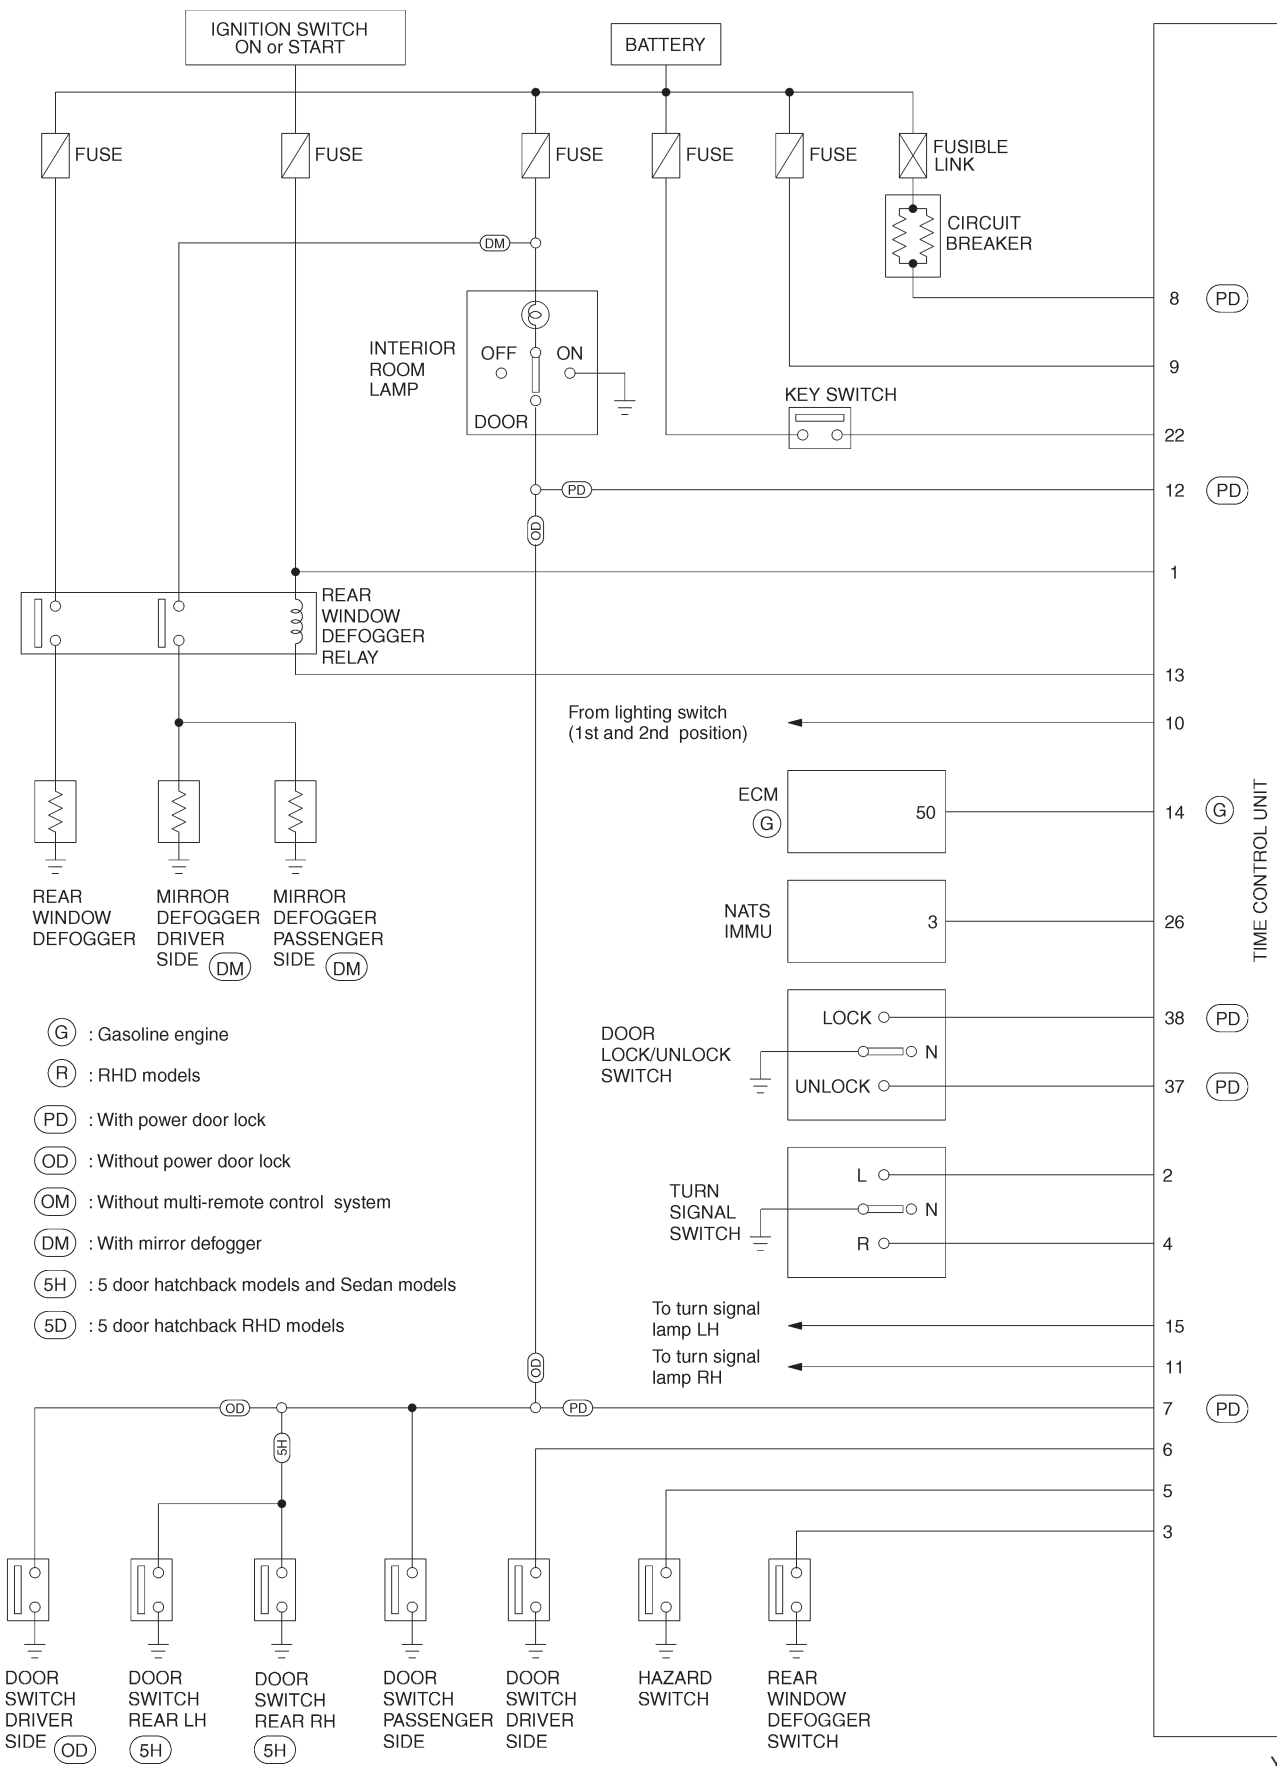 IGNITION SWITCH
ON or START
BATTERY
FUSE
FUSE
FUSE
FUSE
FUSE
FUSIBLE
LINK
CIRCUIT
BREAKER
DM
8 PD
INTERIOR
ROOM
LAMP
OFF
ON
DOOR
9
KEY SWITCH
22
PD
12 PD
OD
1
REAR
WINDOW
DEFOGGER
RELAY
13
From lighting switch
(1st and 2nd position)
10
ECM
G
50
14 G
TIME CONTROL UNIT
NATS
IMMU
3
26
REAR
WINDOW
DEFOGGER
MIRROR
DEFOGGER
DRIVER
SIDE DM
MIRROR
DEFOGGER
PASSENGER
SIDE DM
DOOR
LOCK/UNLOCK
SWITCH
LOCK
N
UNLOCK
38 PD
37 PD
G : Gasoline engine
R : RHD models
PD : With power door lock
OD : Without power door lock
OM : Without multi-remote control system
DM : With mirror defogger
5H : 5 door hatchback models and Sedan models
5D : 5 door hatchback RHD models
TURN
SIGNAL
SWITCH
L
N
R
2
4
To turn signal
lamp LH
15
To turn signal
lamp RH
11
OD
OD
PD
7 PD
5H
6
5
3
DOOR
SWITCH
DRIVER
SIDE OD
DOOR
SWITCH
REAR LH
5H
DOOR
SWITCH
REAR RH
5H
DOOR
SWITCH
PASSENGER
SIDE
DOOR
SWITCH
DRIVER
SIDE
HAZARD
SWITCH
REAR
WINDOW
DEFOGGER
SWITCH